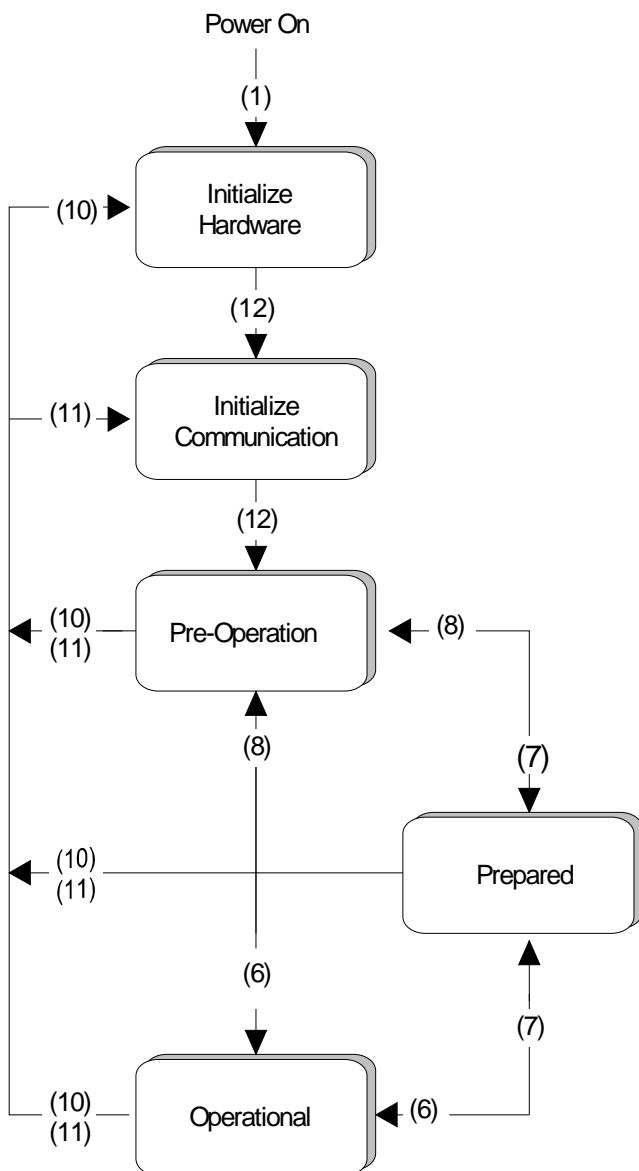 Power On
(1)
Initialize
Hardware
(10)
(12)
Initialize
Communication
(11)
(12)
Pre-Operation
(10)
(11)
(8)
(8)
(7)
Prepared
(10)
(11)
(6)
(7)
Operational
(10)
(11)
(6)